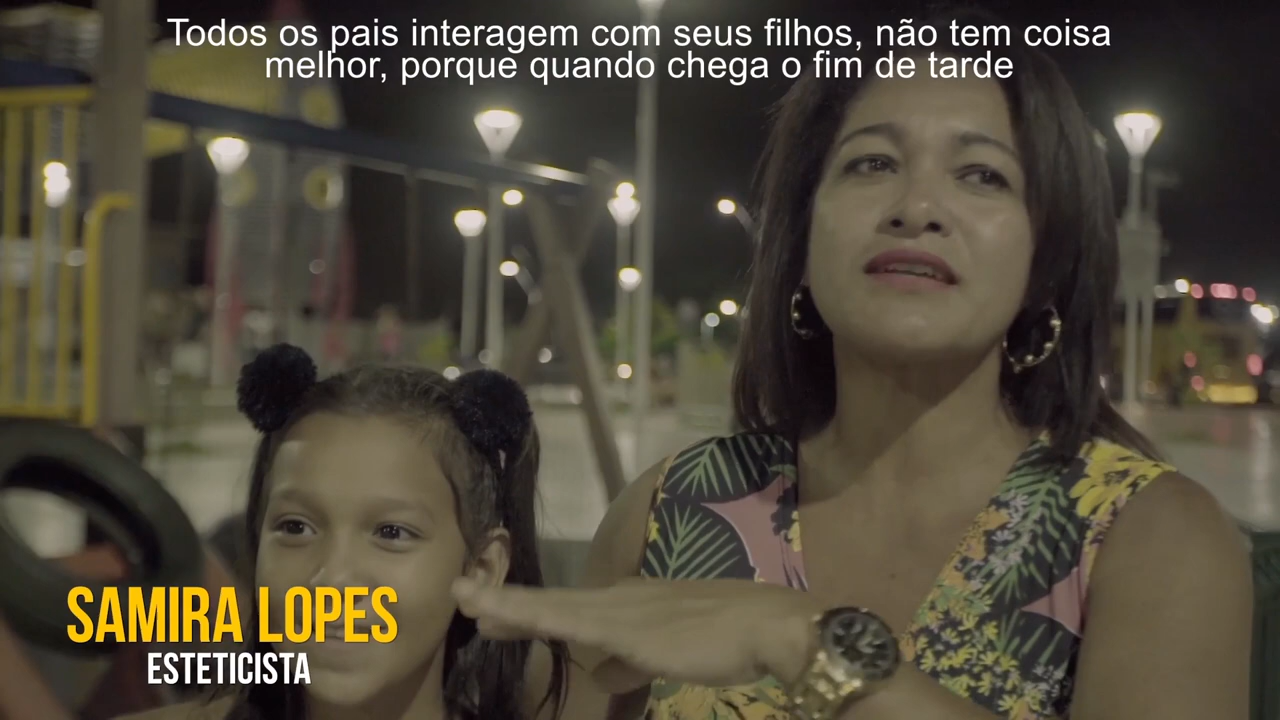 Todos os pais interagem com seus filhos, não tem coisa
melhor, porque quando chega o fim de tarde
SAMIRA LOPES
ESTETICISTA